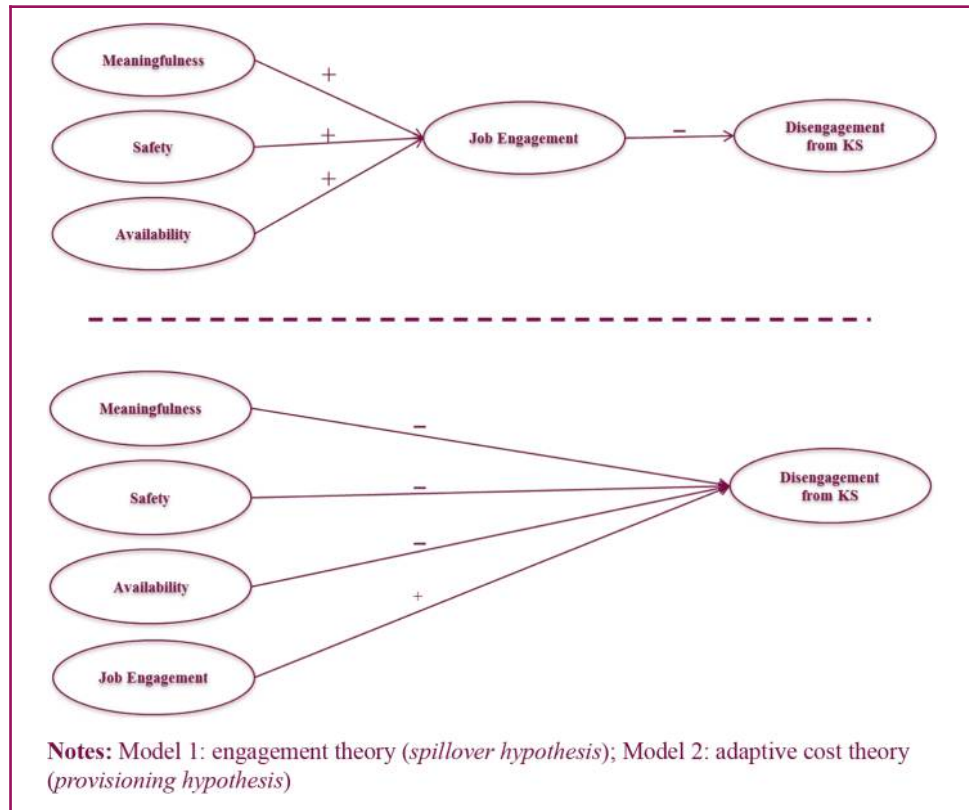 Meaningfulness
+
Safety
+
Job Engagement
−
Disengagement
from KS
+
Availability
Meaningfulness
−
Safety
−
Disengagement
from KS
−
Availability
+
Job Engagement
Notes: Model 1: engagement theory (spillover hypothesis); Model 2: adaptive cost theory
(provisioning hypothesis)